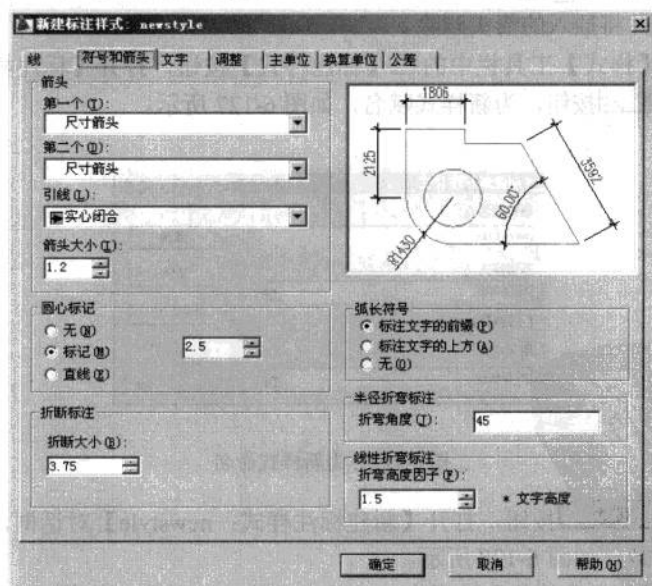 新建标注样式: newstyle
线 符号和箭头 文字 调整 主单位 换算单位 公差
箭头
第一个(T):
尺寸箭头
第二个(D):
尺寸箭头
引线(L):
实心闭合
箭头大小(I):
1.2
1806
2125
3592
60.00°
R1430
圆心标记
无(N)
标记(M)
2.5
直线(E)
弧长符号
标注文字的前缀(P)
标注文字的上方(A)
无(O)
半径折弯标注
折弯角度(J):
45
折断标注
折断大小(B):
3.75
线性折弯标注
折弯高度因子(F):
1.5
* 文字高度
确定
取消
帮助(H)